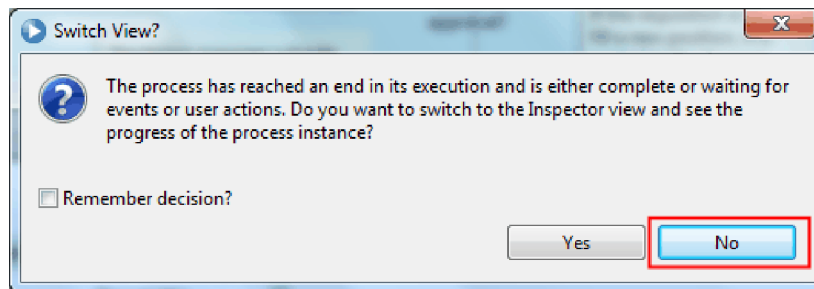 Switch View?
The process has reached an end in its execution and is either complete or waiting for
events or user actions. Do you want to switch to the Inspector view and see the
progress of the process instance?
Remember decision?
Yes
No